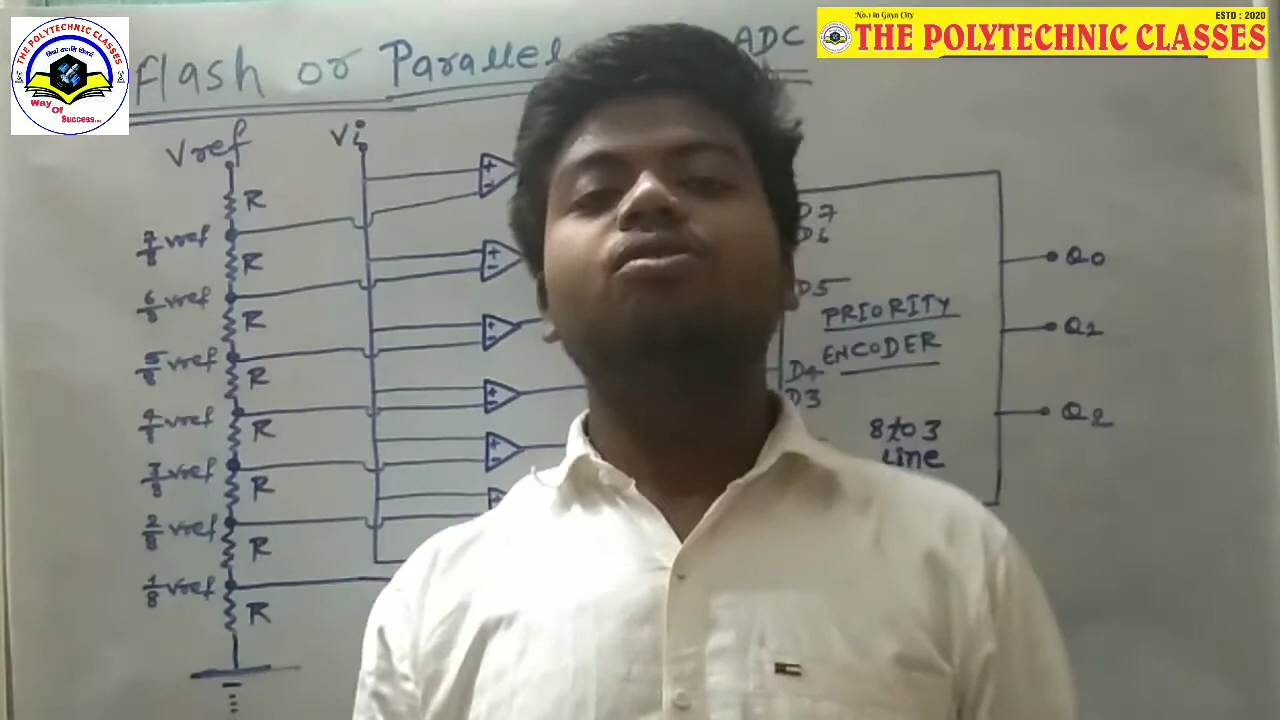 THE POLYTECHNIC CLASSES
Way Of Success...
No.1 In Gaya City
ESTD : 2020
THE POLYTECHNIC CLASSES
Flash or Parallel ADC
Vref
Vi
R
7/8 Vref
R
6/8 Vref
R
5/8 Vref
R
4/8 Vref
R
3/8 Vref
R
2/8 Vref
R
1/8 Vref
R
+
-
+
-
+
-
+
-
+
-
+
D7
D6
D5
D4
D3
PRIORITY
ENCODER
8 to 3
Line
Q0
Q1
Q2